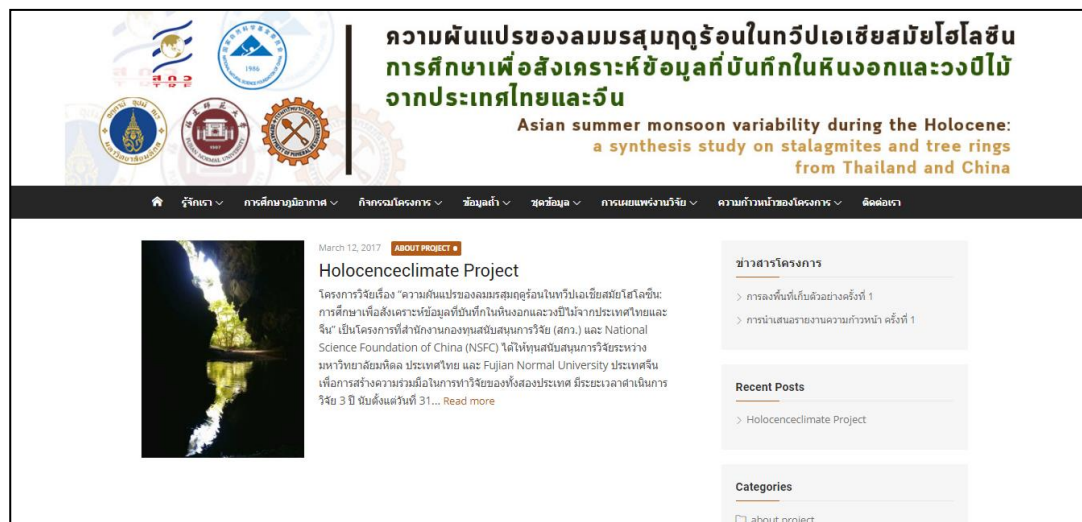 สกว
TRF
1986
ความผันแปรของลมมรสุมฤดูร้อนในทวีปเอเชียสมัยโฮโลซีน
การศึกษาเพื่อสังเคราะห์ข้อมูลที่บันทึกในหินงอกและวงปีไม้
จากประเทศไทยและจีน
Asian summer monsoon variability during the Holocene:
a synthesis study on stalagmites and tree rings
from Thailand and China
รู้จักเรา การศึกษาภูมิอากาศ กิจกรรมโครงการ ข้อมูลถ้ำ ชุดข้อมูล การเผยแพร่งานวิจัย ความก้าวหน้าของโครงการ ติดต่อเรา
March 12, 2017 ABOUT PROJECT
Holocenceclimate Project
โครงการวิจัยเรื่อง "ความผันแปรของลมมรสุมฤดูร้อนในทวีปเอเชียสมัยโฮโลซีน:
การศึกษาเพื่อสังเคราะห์ข้อมูลที่บันทึกในหินงอกและวงปีไม้จากประเทศไทยและ
จีน" เป็นโครงการที่สำนักงานกองทุนสนับสนุนการวิจัย (สกว.) และ National
Science Foundation of China (NSFC) ได้ให้ทุนสนับสนุนการวิจัยระหว่าง
มหาวิทยาลัยมหิดล ประเทศไทย และ Fujian Normal University ประเทศจีน
เพื่อการสร้างความร่วมมือในการทำวิจัยของทั้งสองประเทศ มีระยะเวลาดำเนินการ
วิจัย 3 ปี นับตั้งแต่วันที่ 31... Read more
ข่าวสารโครงการ
การลงพื้นที่เก็บตัวอย่างครั้งที่ 1
การนำเสนอรายงานความก้าวหน้า ครั้งที่ 1
Recent Posts
Holocenceclimate Project
Categories
about project